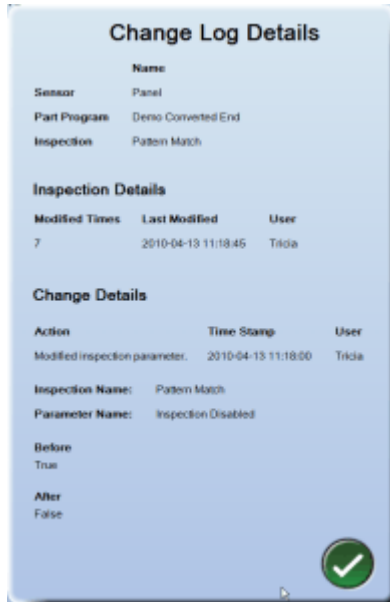 Change Log Details
Name
Sensor Panel
Part Program Demo Converted End
Inspection Pattern Match
Inspection Details
Modified Times Last Modified User
7 2010-04-13 11:18:45 Tricia
Change Details
Action Time Stamp User
Modified inspection parameter. 2010-04-13 11:18:00 Tricia
Inspection Name: Pattern Match
Parameter Name: Inspection Disabled
Before
True
After
False